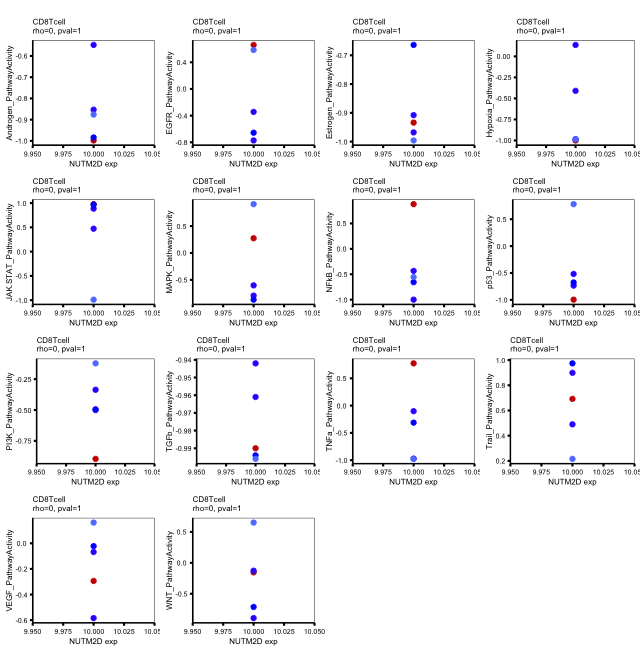 CD8Tcell
rho=0, pval=1
Androgen_PathwayActivity
-0.6
-0.7
-0.8
-0.9
-1.0
9.950 9.975 10.000 10.025 10.05
NUTM2D exp
CD8Tcell
rho=0, pval=1
EGFR_PathwayActivity
0.4
0.0
-0.4
-0.8
9.950 9.975 10.000 10.025 10.05
NUTM2D exp
CD8Tcell
rho=0, pval=1
Estrogen_PathwayActivity
-0.7
-0.8
-0.9
-1.0
9.950 9.975 10.000 10.025 10.05
NUTM2D exp
CD8Tcell
rho=0, pval=1
Hypoxia_PathwayActivity
0.00
-0.25
-0.50
-0.75
-1.00
9.950 9.975 10.000 10.025 10.05
NUTM2D exp
CD8Tcell
rho=0, pval=1
JAK.STAT_PathwayActivity
1.0
0.5
0.0
-0.5
-1.0
9.950 9.975 10.000 10.025 10.05
NUTM2D exp
CD8Tcell
rho=0, pval=1
MAPK_PathwayActivity
0.5
0.0
-0.5
9.950 9.975 10.000 10.025 10.05
NUTM2D exp
CD8Tcell
rho=0, pval=1
NFkB_PathwayActivity
0.5
0.0
-0.5
-1.0
9.950 9.975 10.000 10.025 10.05
NUTM2D exp
CD8Tcell
rho=0, pval=1
p53_PathwayActivity
0.5
0.0
-0.5
-1.0
9.950 9.975 10.000 10.025 10.05
NUTM2D exp
CD8Tcell
rho=0, pval=1
PI3K_PathwayActivity
-0.25
-0.50
-0.75
9.950 9.975 10.000 10.025 10.05
NUTM2D exp
CD8Tcell
rho=0, pval=1
TGFb_PathwayActivity
-0.94
-0.95
-0.96
-0.97
-0.98
-0.99
9.950 9.975 10.000 10.025 10.05
NUTM2D exp
CD8Tcell
rho=0, pval=1
TNFa_PathwayActivity
0.5
0.0
-0.5
-1.0
9.950 9.975 10.000 10.025 10.05
NUTM2D exp
CD8Tcell
rho=0, pval=1
Trail_PathwayActivity
1.0
0.8
0.6
0.4
0.2
9.950 9.975 10.000 10.025 10.05
NUTM2D exp
CD8Tcell
rho=0, pval=1
VEGF_PathwayActivity
0.0
-0.2
-0.4
-0.6
9.950 9.975 10.000 10.025 10.05
NUTM2D exp
CD8Tcell
rho=0, pval=1
WNT_PathwayActivity
0.5
0.0
-0.5
9.950 9.975 10.000 10.025 10.050
NUTM2D exp